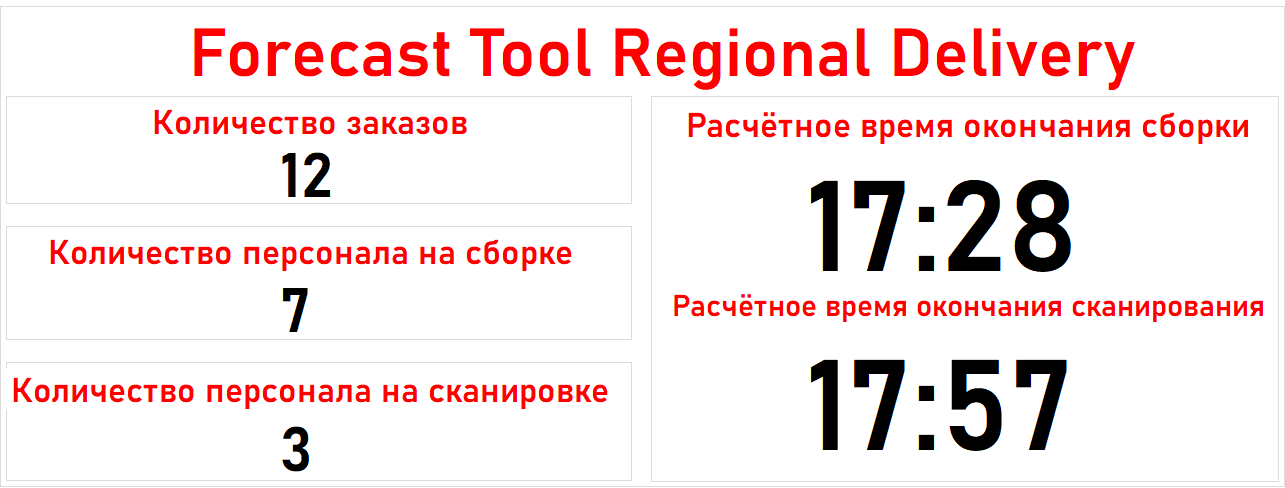 Forecast Tool Regional Delivery
Количество заказов
12
Количество персонала на сборке
7
Количество персонала на сканировке
3
Расчётное время окончания сборки
17:28
Расчётное время окончания сканирования
17:57